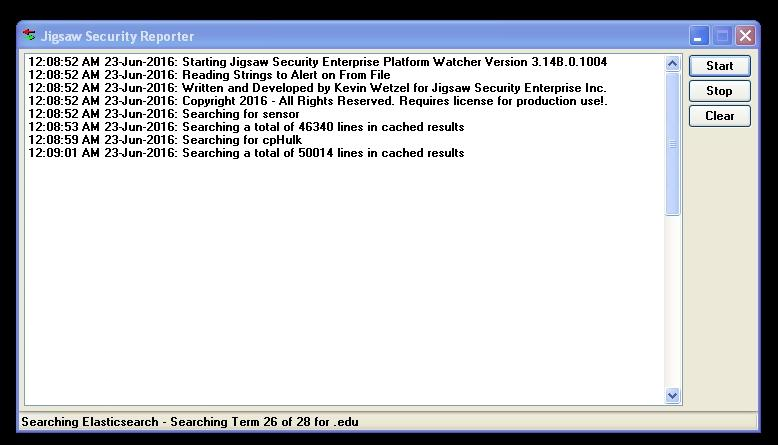 Jigsaw Security Reporter
12:08:52 AM 23-Jun-2016: Starting Jigsaw Security Enterprise Platform Watcher Version 3.14B.0.1004
12:08:52 AM 23-Jun-2016: Reading Strings to Alert on From File
12:08:52 AM 23-Jun-2016: Written and Developed by Kevin Wetzel for Jigsaw Security Enterprise Inc.
12:08:52 AM 23-Jun-2016: Copyright 2016 - All Rights Reserved. Requires license for production use!.
12:08:52 AM 23-Jun-2016: Searching for sensor
12:08:53 AM 23-Jun-2016: Searching a total of 46340 lines in cached results
12:08:59 AM 23-Jun-2016: Searching for cpHulk
12:09:01 AM 23-Jun-2016: Searching a total of 50014 lines in cached results
Start
Stop
Clear
Searching Elasticsearch - Searching Term 26 of 28 for .edu